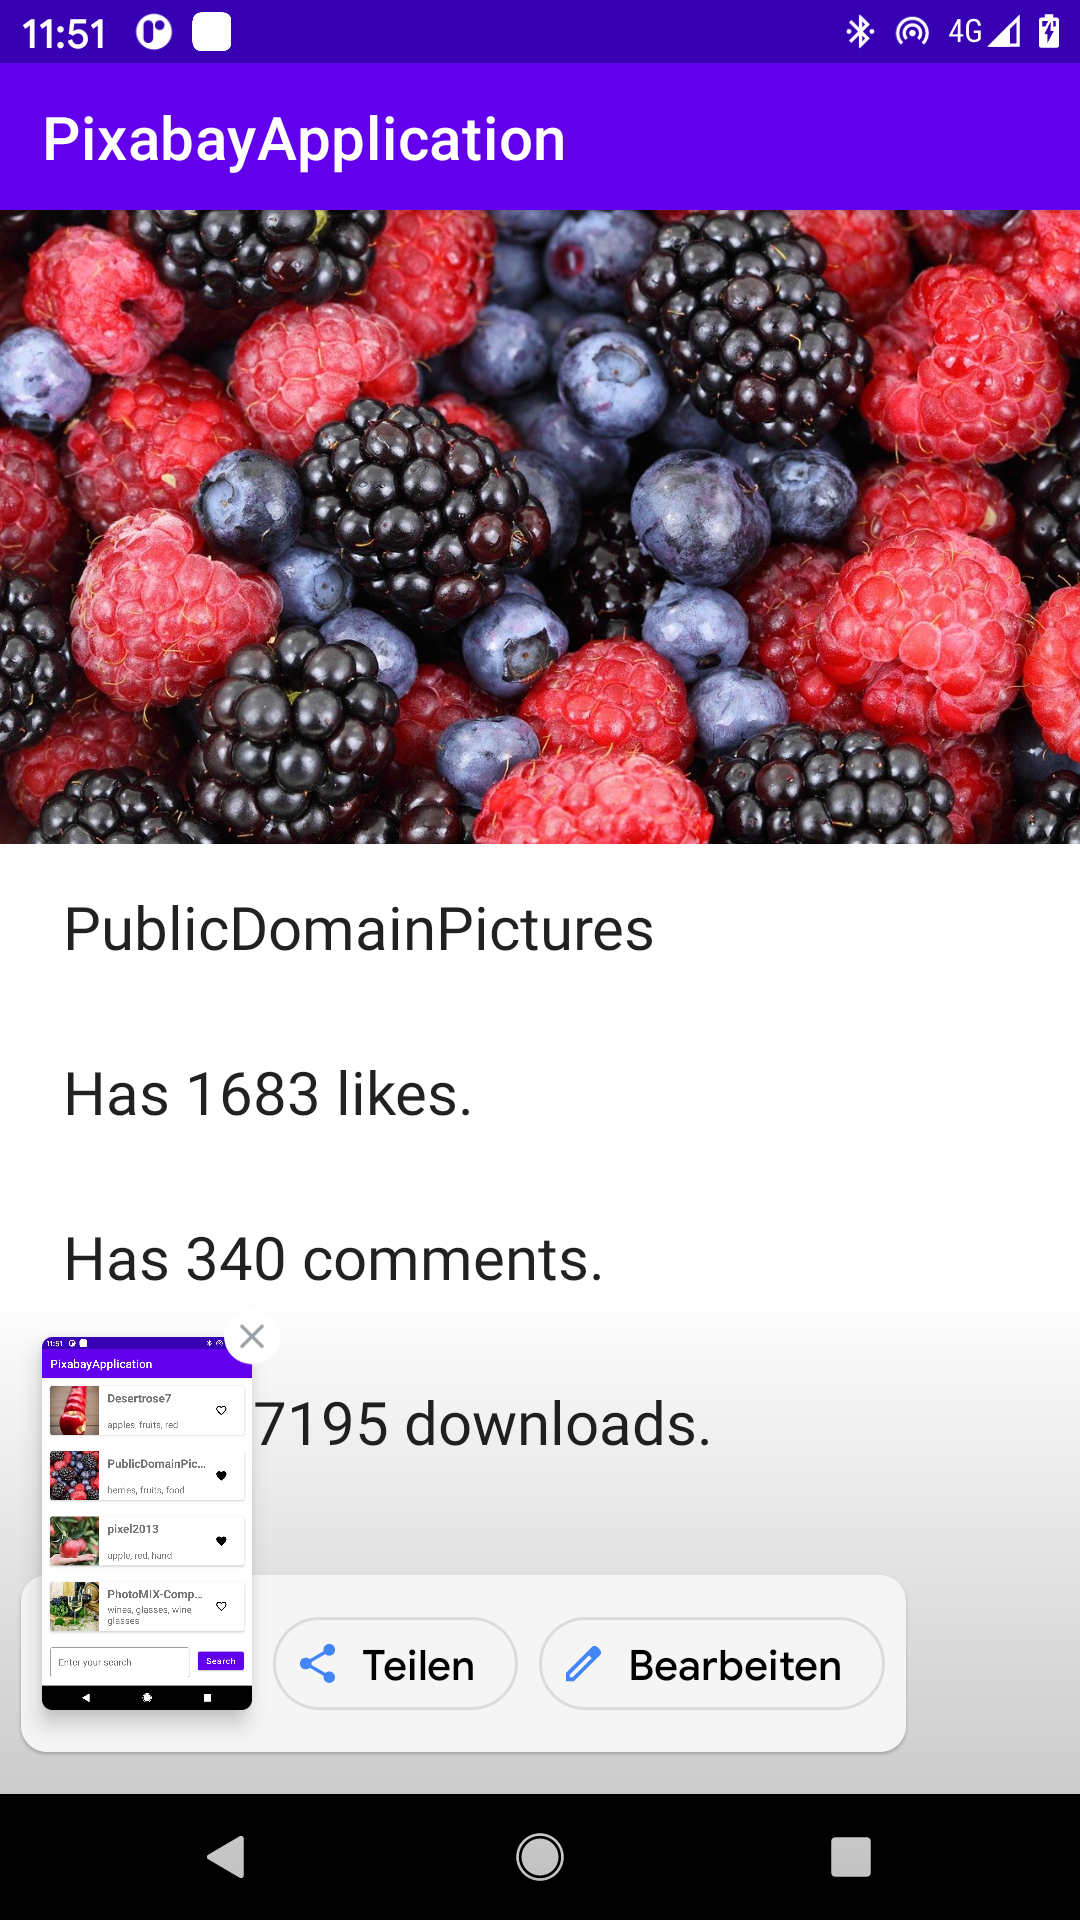 11:51
4G
PixabayApplication
PublicDomainPictures
Has 1683 likes.
Has 340 comments.
7195 downloads.
11:51
PixabayApplication
Desertrose7
apples, fruits, red
PublicDomainPic...
berries, fruits, food
pixel2013
apple, red, hand
PhotoMIX-Comp...
wines, glasses, wine
glasses
Enter your search
Search
Teilen
Bearbeiten